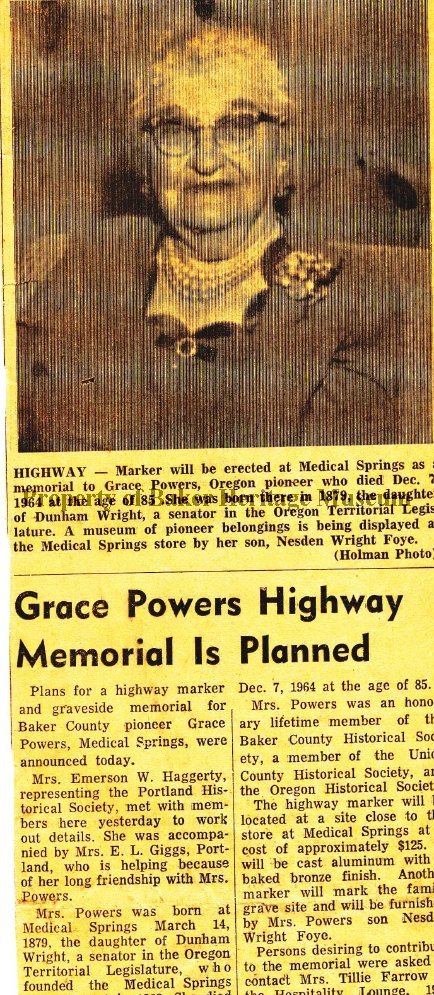 HIGHWAY — Marker will be erected at Medical Springs as a
memorial to Grace Powers, Oregon pioneer who died Dec. 7,
Property of Baker Heritage Museum
1964 at the age of 85. She was born there in 1879, the daughter
of Dunham Wright, a senator in the Oregon Territorial Legis-
lature. A museum of pioneer belongings is being displayed a
the Medical Springs store by her son, Nesden Wright Foye.
(Holman Photo)
Grace Powers Highway
Memorial Is Planned
Plans for a highway marker
and graveside memorial for
Baker County pioneer Grace
Powers, Medical Springs, were
announced today.
Mrs. Emerson W. Haggerty,
representing the Portland His-
torical Society, met with mem-
bers here yesterday to work
out details. She was accompa-
nied by Mrs. E. L. Giggs, Port-
land, who is helping because
of her long friendship with Mrs.
Powers.
Mrs. Powers was born at
Medical Springs March 14,
1879, the daughter of Dunham
Wright, a senator in the Oregon
Territorial Legislature, who
founded the Medical Springs
Dec. 7, 1964 at the age of 85.
Mrs. Powers was an honor
ary lifetime member of th
Baker County Historical Soc
ety, a member of the Unio
County Historical Society, an
the Oregon Historical Societ
The highway marker will b
located at a site close to th
store at Medical Springs at
cost of approximately $125.
will be cast aluminum with
baked bronze finish. Anoth
marker will mark the fami
grave site and will be furnish
by Mrs. Powers son Nesd
Wright Foye.
Persons desiring to contribu
to the memorial were asked
contact Mrs. Tillie Farrow
the Hospitality Lounge, 19